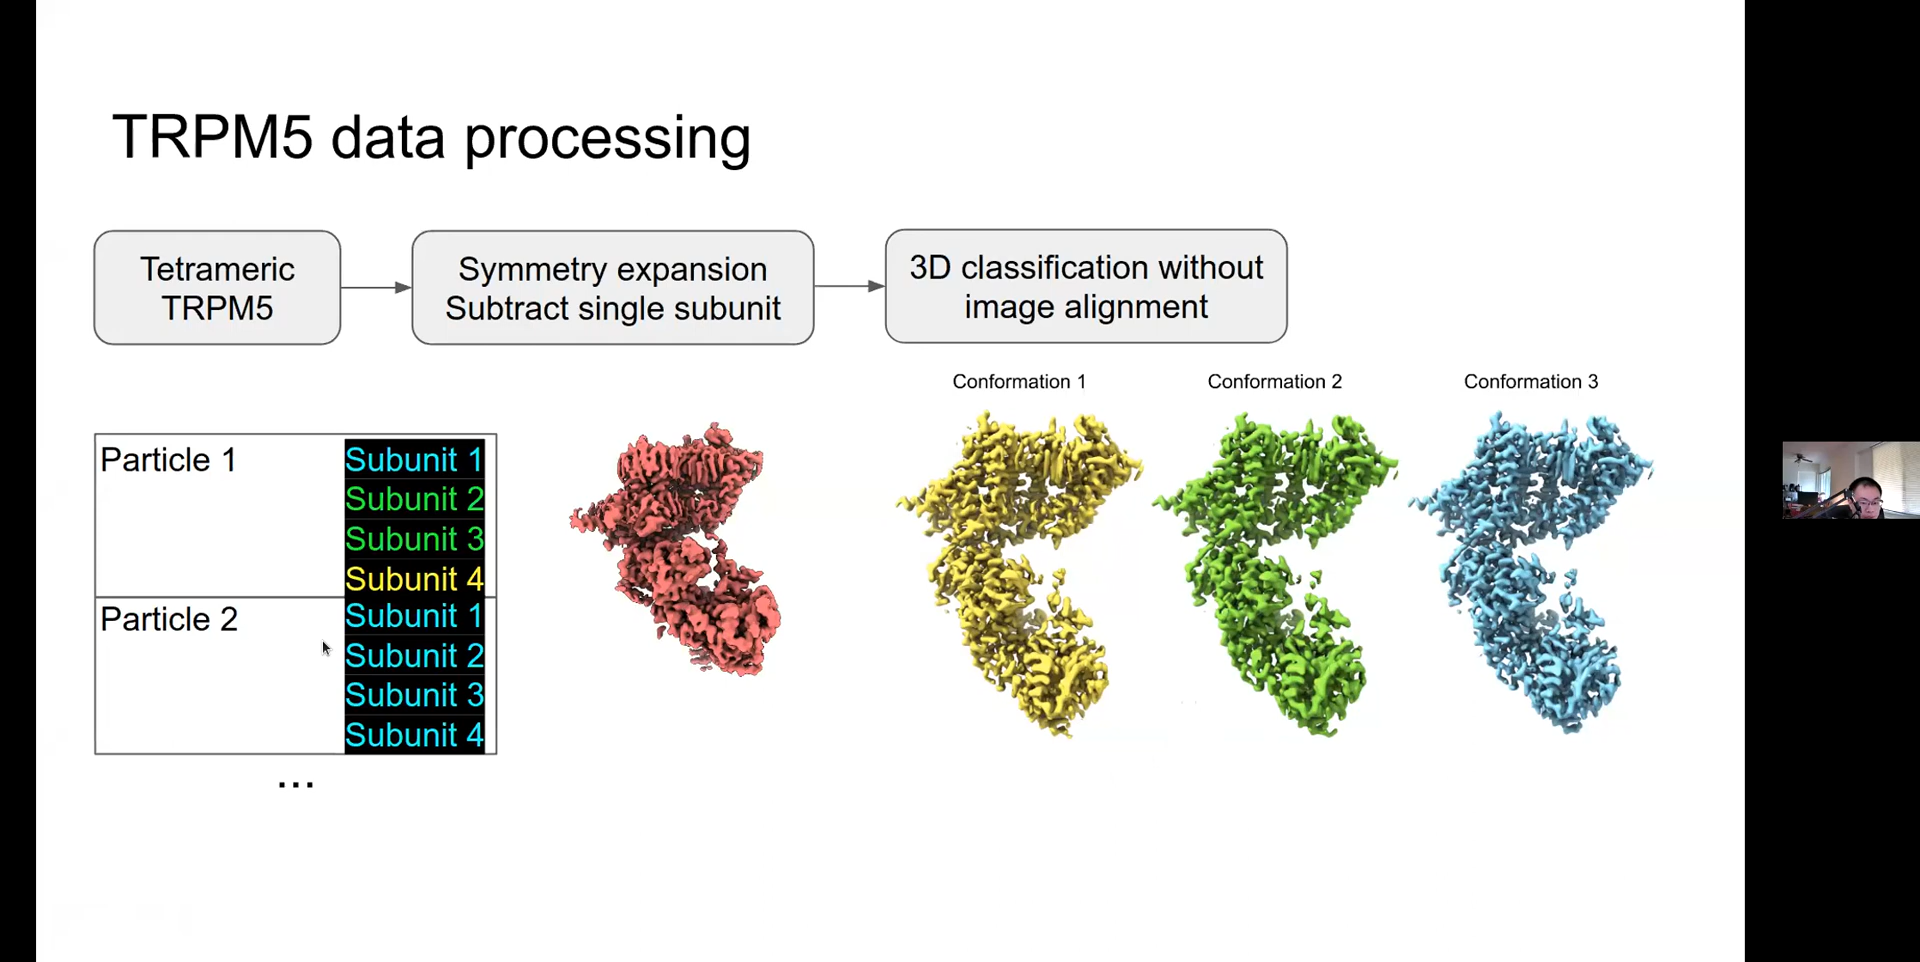 TRPM5 data processing
Tetrameric
TRPM5
Symmetry expansion
Subtract single subunit
3D classification without
image alignment
Conformation 1
Conformation 2
Conformation 3
Particle 1
Subunit 1
Subunit 2
Subunit 3
Subunit 4
Particle 2
Subunit 1
Subunit 2
Subunit 3
Subunit 4
...